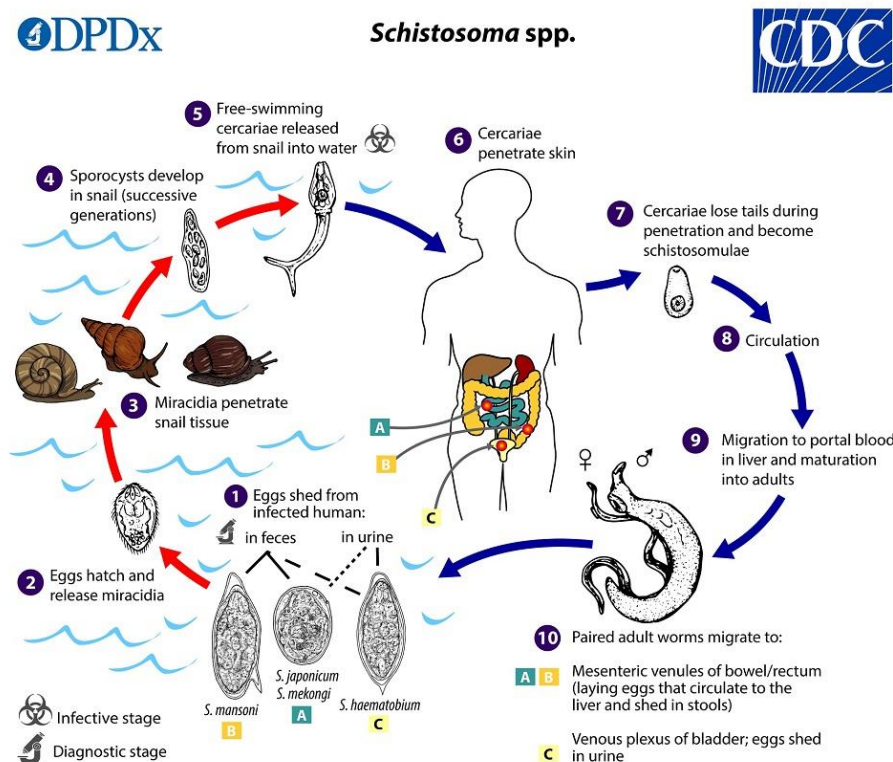 DPDx
Schistosoma spp.
CDC
1 Eggs shed from
infected human:
in feces
in urine
2 Eggs hatch and
release miracidia
3 Miracidia penetrate
snail tissue
4 Sporocysts develop
in snail (successive
generations)
5 Free-swimming
cercariae released
from snail into water
6 Cercariae
penetrate skin
7 Cercariae lose tails during
penetration and become
schistosomulae
8 Circulation
9 Migration to portal blood
in liver and maturation
into adults
♀ ♂
A
B
C
10 Paired adult worms migrate to:
A B Mesenteric venules of bowel/rectum
(laying eggs that circulate to the
liver and shed in stools)
C Venous plexus of bladder; eggs shed
in urine
S. mansoni
B
S. japonicum
S. mekongi
A
S. haematobium
C
Infective stage
Diagnostic stage